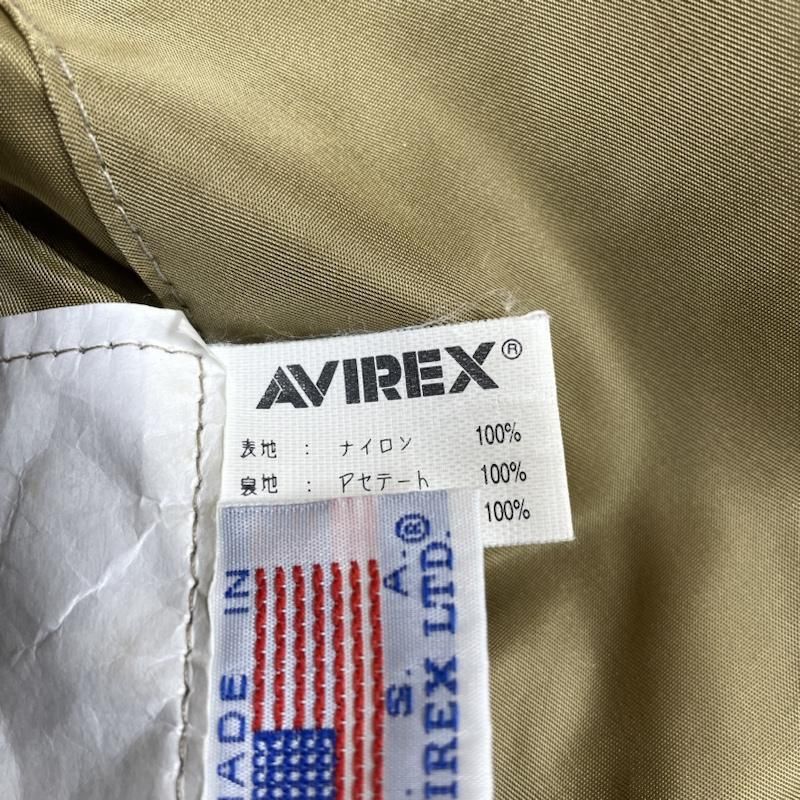 AVIREX®
表地 : ナイロン 100%
裏地 : アセテート 100%
100%
MADE IN
U.S.A.®
AVIREX LTD.